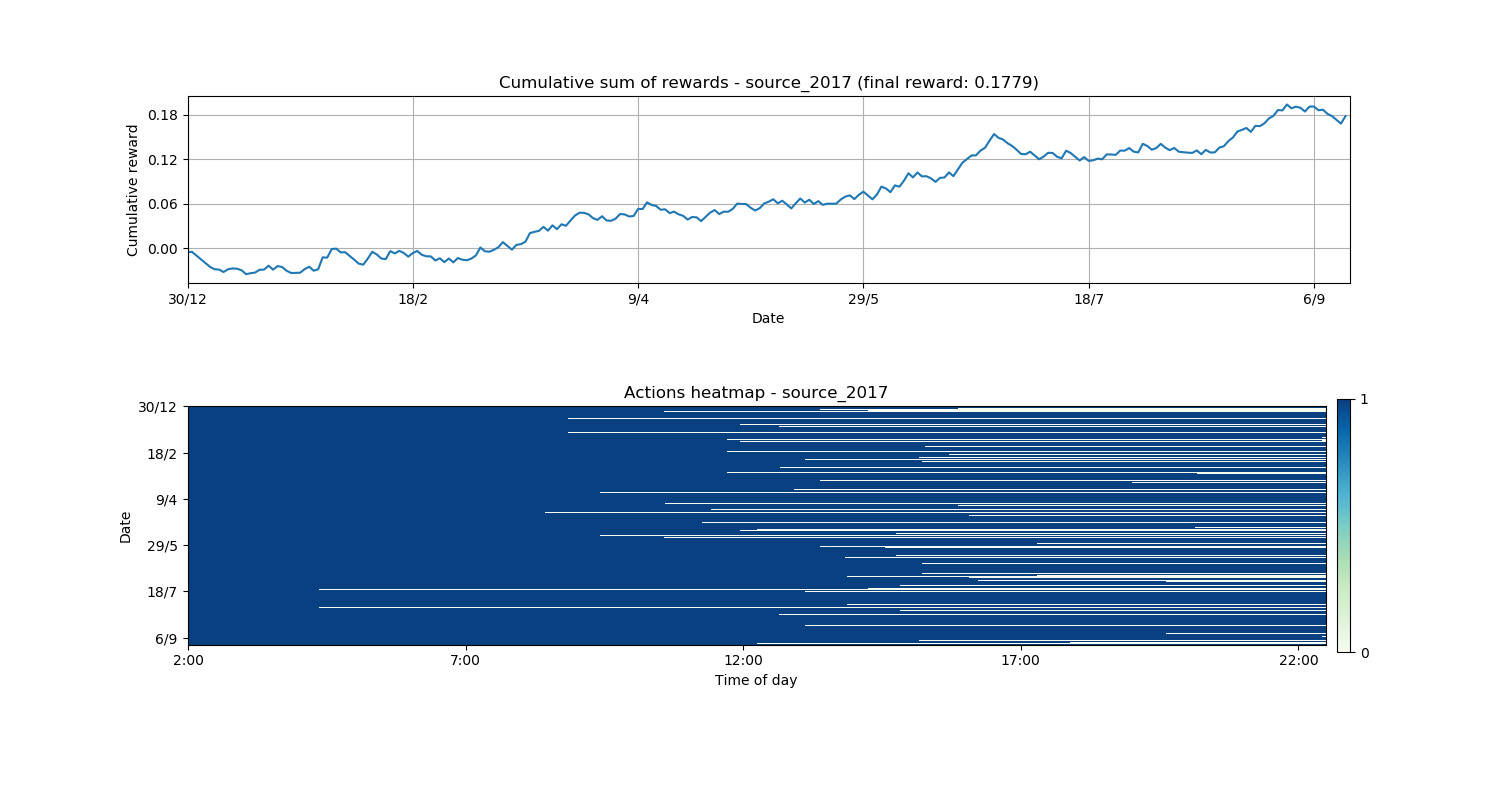 Cumulative sum of rewards - source_2017 (final reward: 0.1779)
0.18
0.12
0.06
0.00
Cumulative reward
30/12 18/2 9/4 29/5 18/7 6/9
Date
Actions heatmap - source_2017
30/12
18/2
9/4
29/5
18/7
6/9
Date
2:00 7:00 12:00 17:00 22:00
Time of day
1
0